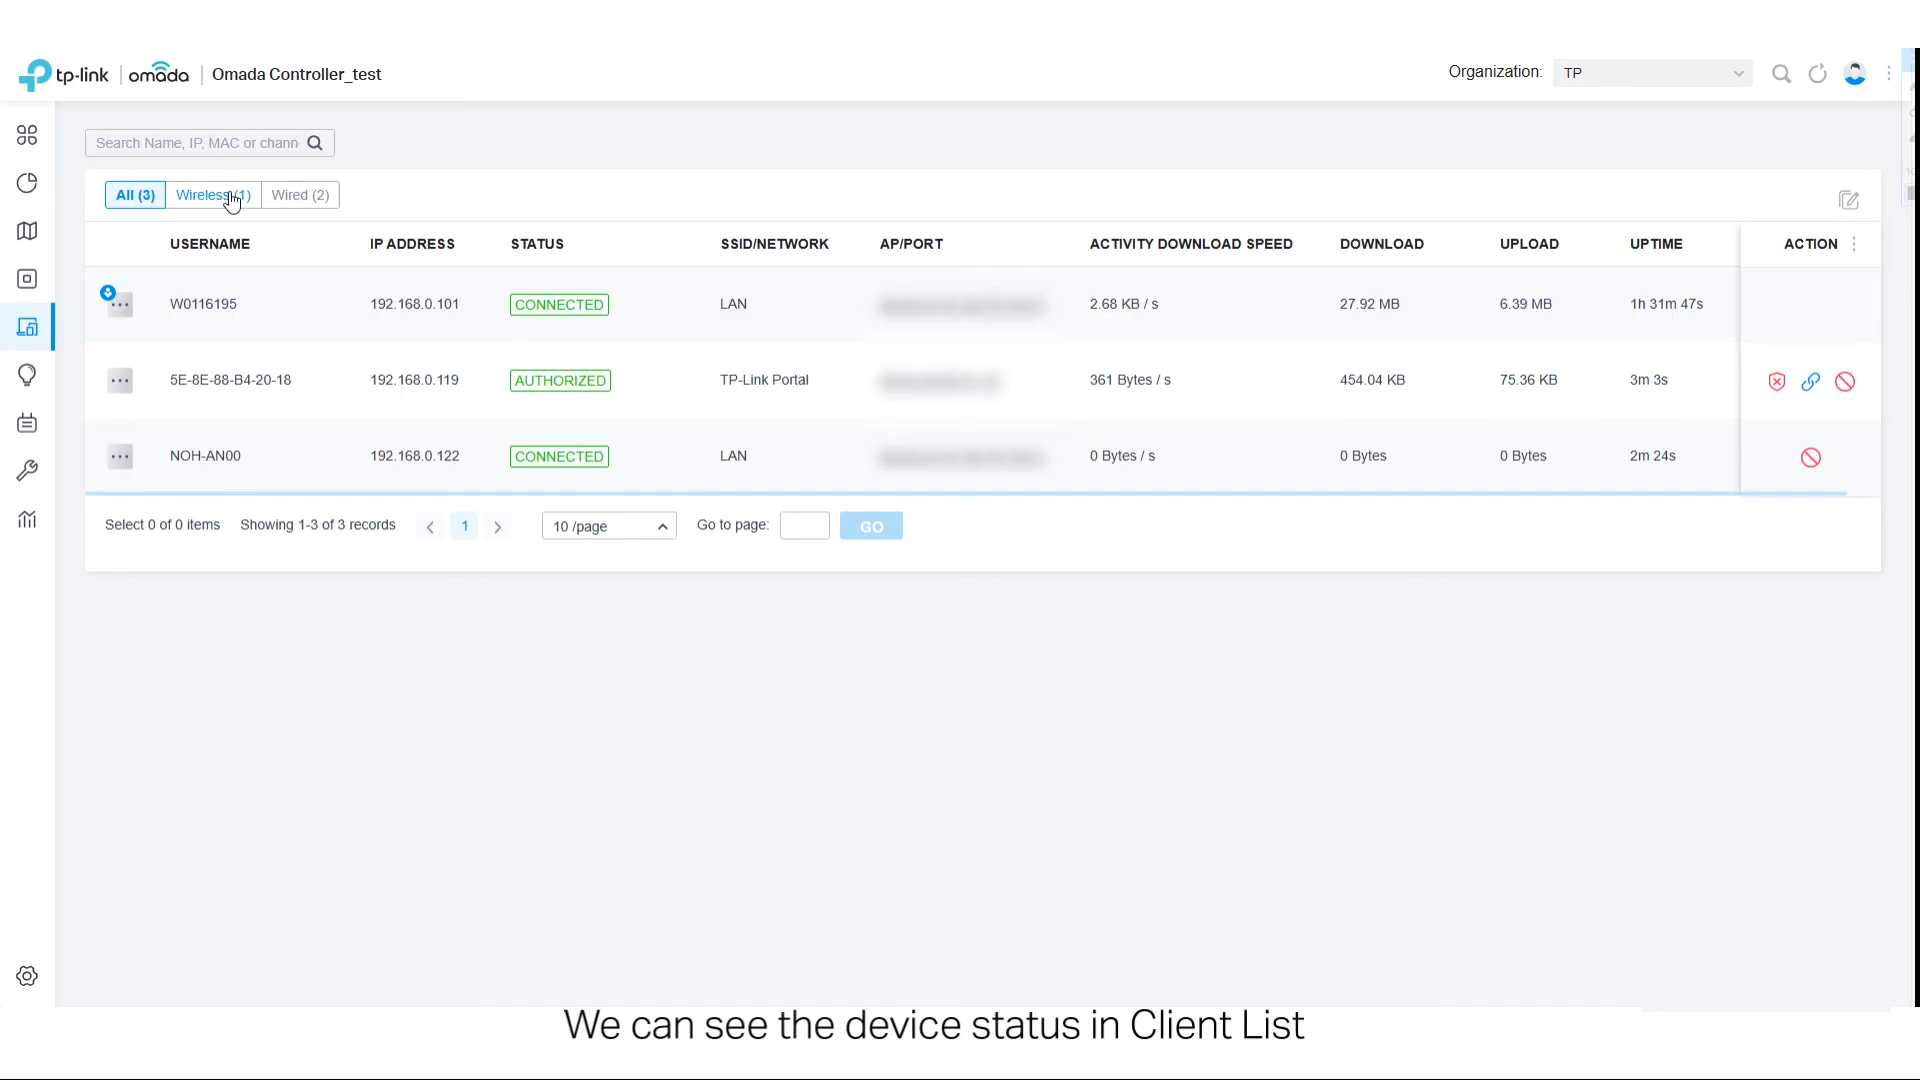 tp-link | omada | Omada Controller_test
Organization: TP
Search Name, IP, MAC or chann
All (3) Wireless (1) Wired (2)
USERNAME IP ADDRESS STATUS SSID/NETWORK AP/PORT ACTIVITY DOWNLOAD SPEED DOWNLOAD UPLOAD UPTIME ACTION
W0116195 192.168.0.101 CONNECTED LAN 2.68 KB / s 27.92 MB 6.39 MB 1h 31m 47s
5E-8E-88-B4-20-18 192.168.0.119 AUTHORIZED TP-Link Portal 361 Bytes / s 454.04 KB 75.36 KB 3m 3s
NOH-AN00 192.168.0.122 CONNECTED LAN 0 Bytes / s 0 Bytes 0 Bytes 2m 24s
Select 0 of 0 items Showing 1-3 of 3 records 1 10 /page Go to page: GO
We can see the device status in Client List